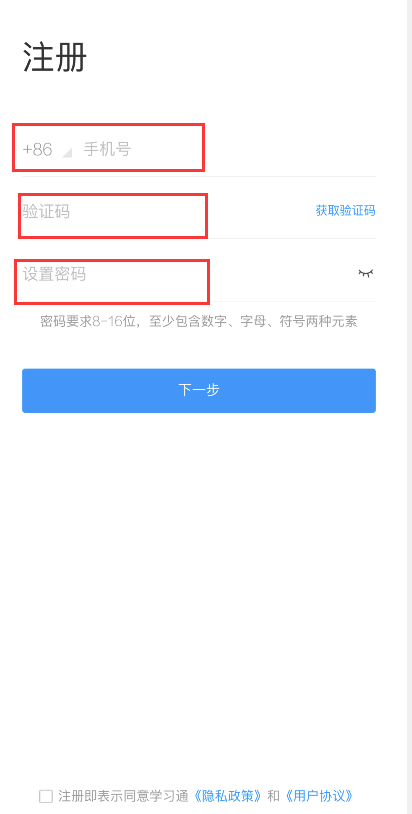 注册
+86 手机号
验证码 获取验证码
设置密码
密码要求8-16位，至少包含数字、字母、符号两种元素
下一步
注册即表示同意学习通《隐私政策》和《用户协议》